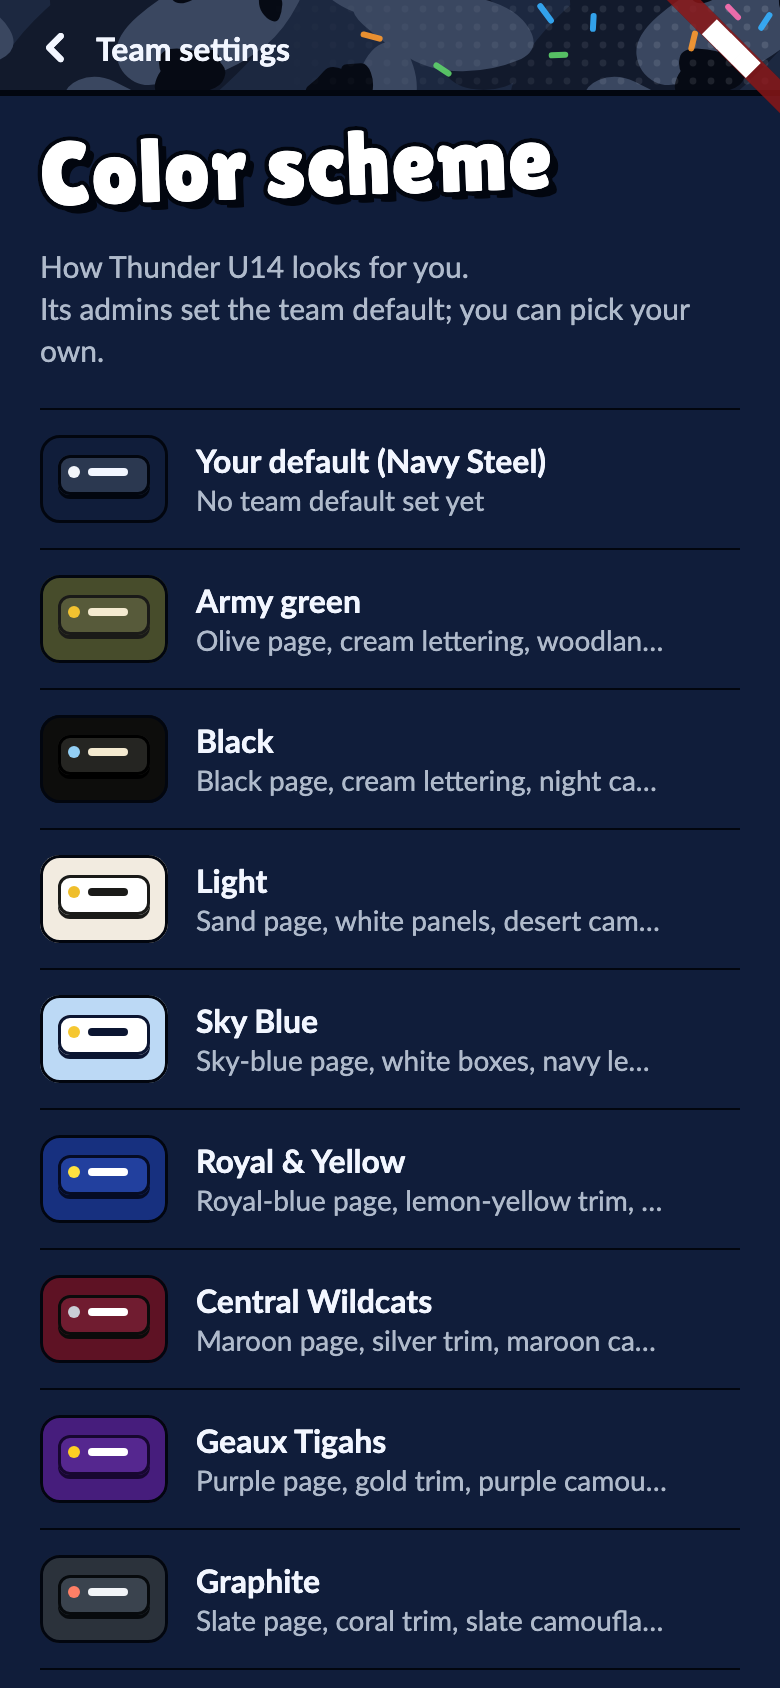 Team settings
Color scheme
How Thunder U14 looks for you.
Its admins set the team default; you can pick your
own.
Your default (Navy Steel)
No team default set yet
Army green
Olive page, cream lettering, woodlan...
Black
Black page, cream lettering, night ca...
Light
Sand page, white panels, desert cam...
Sky Blue
Sky-blue page, white boxes, navy le...
Royal & Yellow
Royal-blue page, lemon-yellow trim, ...
Central Wildcats
Maroon page, silver trim, maroon ca...
Geaux Tigahs
Purple page, gold trim, purple camou...
Graphite
Slate page, coral trim, slate camoufla...